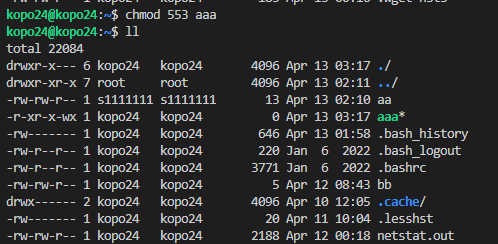 kopo24@kopo24:~$ chmod 553 aaa
kopo24@kopo24:~$ ll
total 22084
drwxr-x--- 6 kopo24   kopo24      4096 Apr 13 03:17 ./
drwxr-xr-x 7 root     root        4096 Apr 13 02:11 ../
-rw-rw-r-- 1 s1111111 s1111111      13 Apr 13 02:10 aa
-r-xr-x-wx 1 kopo24   kopo24         0 Apr 13 03:17 aaa*
-rw------- 1 kopo24   kopo24       646 Apr 13 01:58 .bash_history
-rw-r--r-- 1 kopo24   kopo24       220 Jan  6  2022 .bash_logout
-rw-r--r-- 1 kopo24   kopo24      3771 Jan  6  2022 .bashrc
-rw-rw-r-- 1 kopo24   kopo24         5 Apr 12 08:43 bb
drwx------ 2 kopo24   kopo24      4096 Apr 10 12:05 .cache/
-rw------- 1 kopo24   kopo24        20 Apr 11 10:04 .lesshst
-rw-rw-r-- 1 kopo24   kopo24      2188 Apr 12 00:18 netstat.out